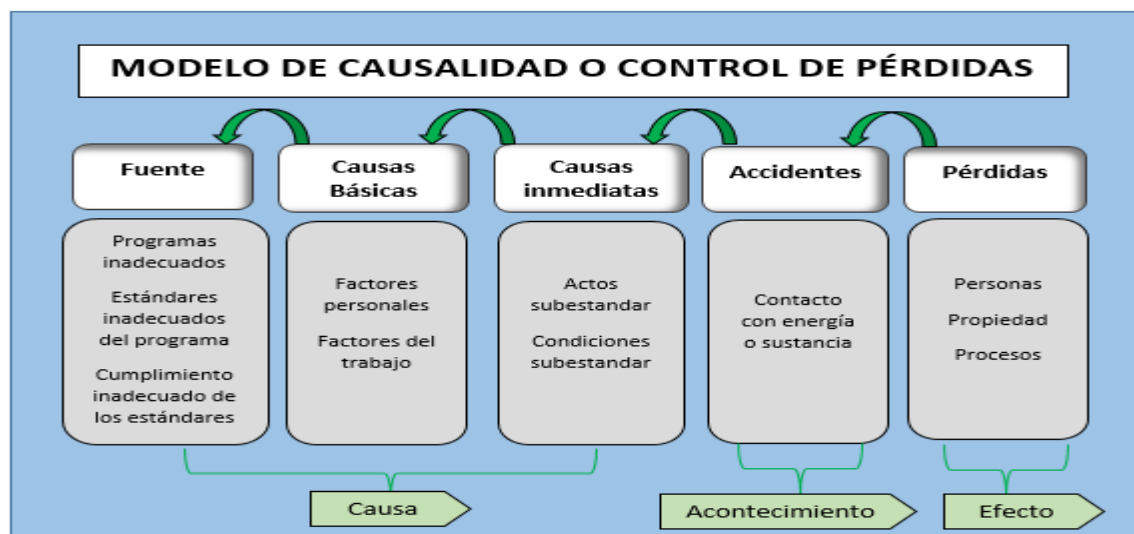 MODELO DE CAUSALIDAD O CONTROL DE PÉRDIDAS
Fuente
Programas
inadecuados
Estándares
inadecuados
del programa
Cumplimiento
inadecuado de
los estándares
Causas
Básicas
Factores
personales
Factores del
trabajo
Causas
inmediatas
Actos
subestandar
Condiciones
subestandar
Accidentes
Contacto
con energía
o sustancia
Pérdidas
Personas
Propiedad
Procesos
Causa
Acontecimiento
Efecto